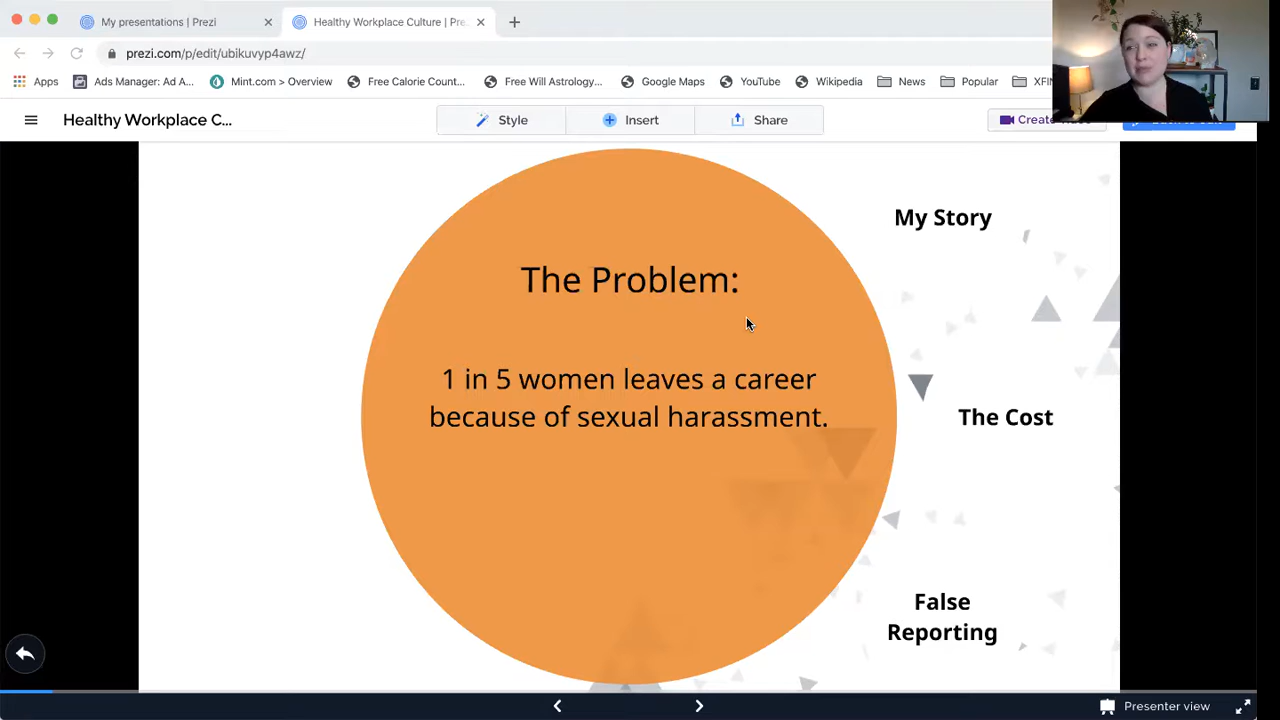 My presentations | Prezi
Healthy Workplace Culture | Pre
prezi.com/p/edit/ubikuvyp4awz/
Apps
Ads Manager: Ad A...
Mint.com > Overview
Free Calorie Count...
Free Will Astrology...
Google Maps
YouTube
Wikipedia
News
Popular
XFIN
Healthy Workplace C...
Style
Insert
Share
Create
My Story
The Problem:
1 in 5 women leaves a career
because of sexual harassment.
The Cost
False
Reporting
Presenter view